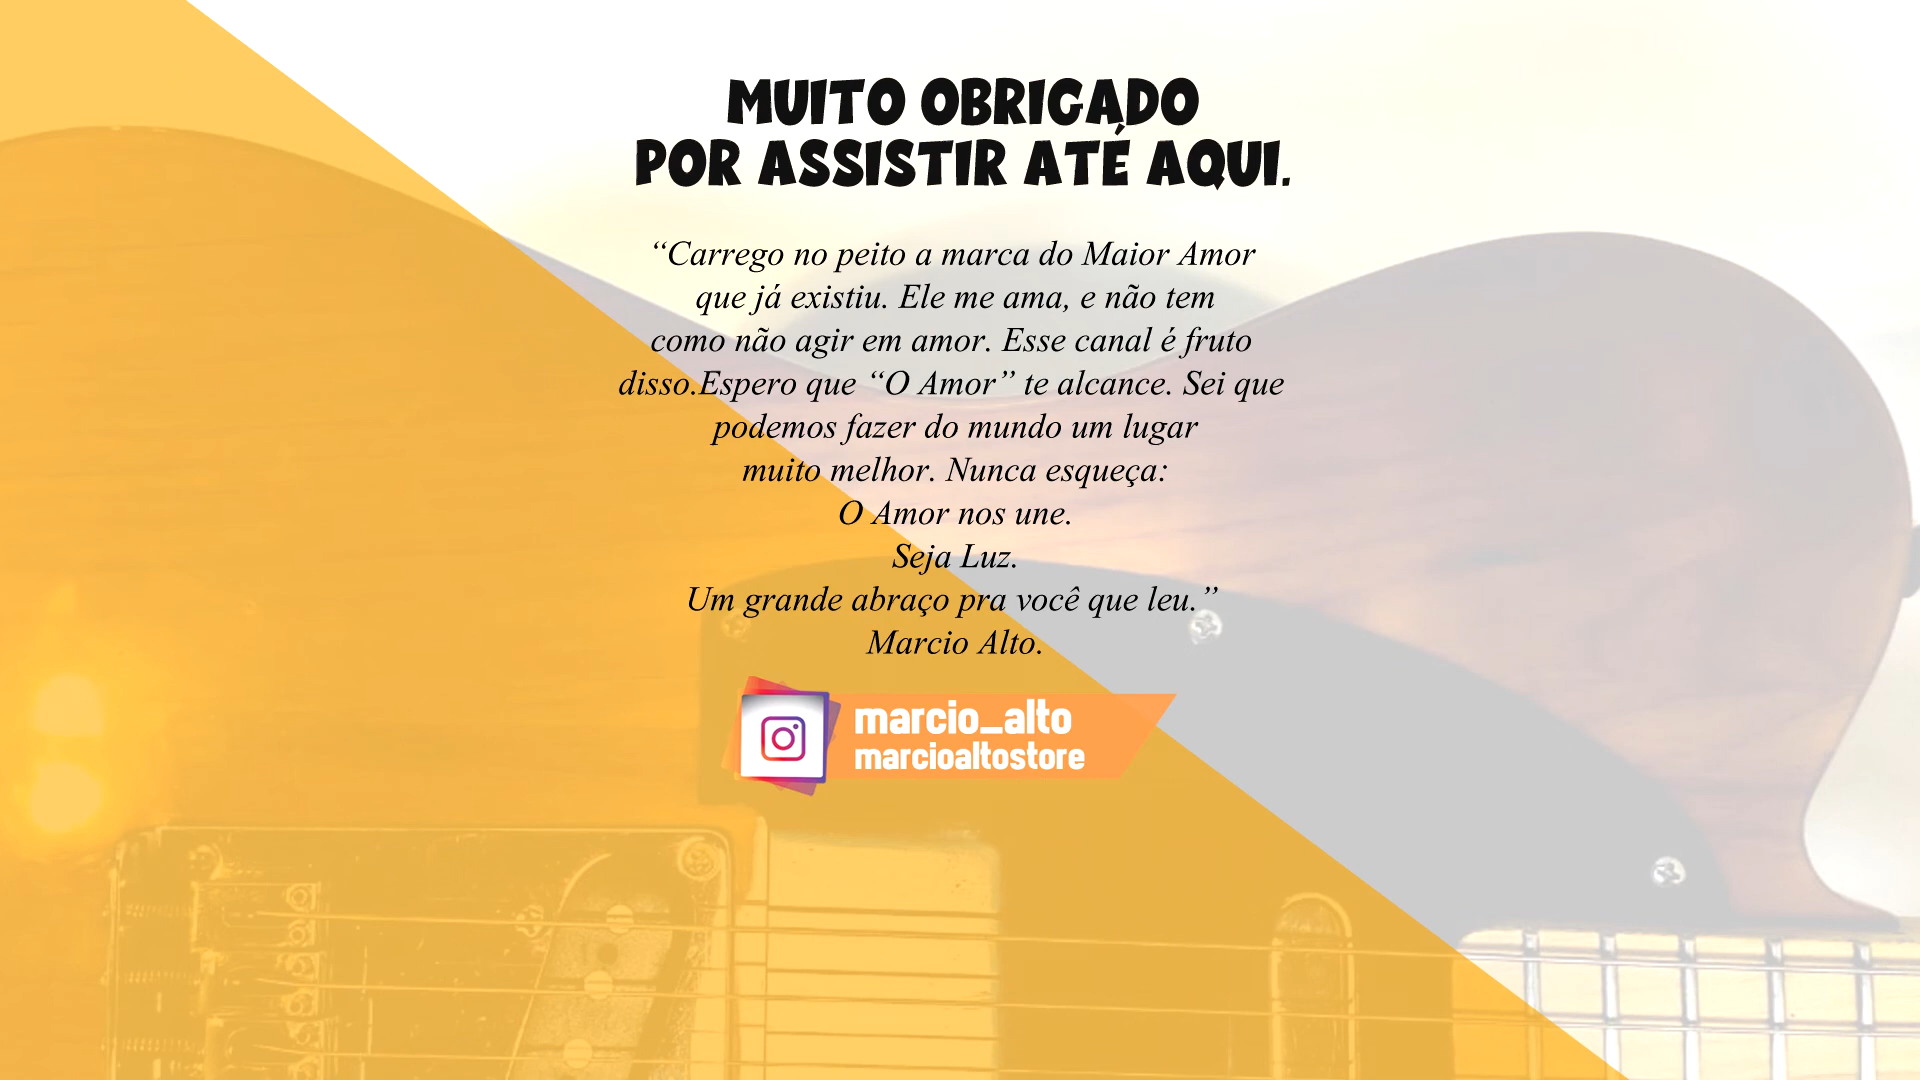 MUITO OBRIGADO
POR ASSISTIR ATÉ AQUI.
“Carrego no peito a marca do Maior Amor
que já existiu. Ele me ama, e não tem
como não agir em amor. Esse canal é fruto
disso.Espero que “O Amor” te alcance. Sei que
podemos fazer do mundo um lugar
muito melhor. Nunca esqueça:
O Amor nos une.
Seja Luz.
Um grande abraço pra você que leu.”
Marcio Alto.
marcio_alto
marcioaltostore